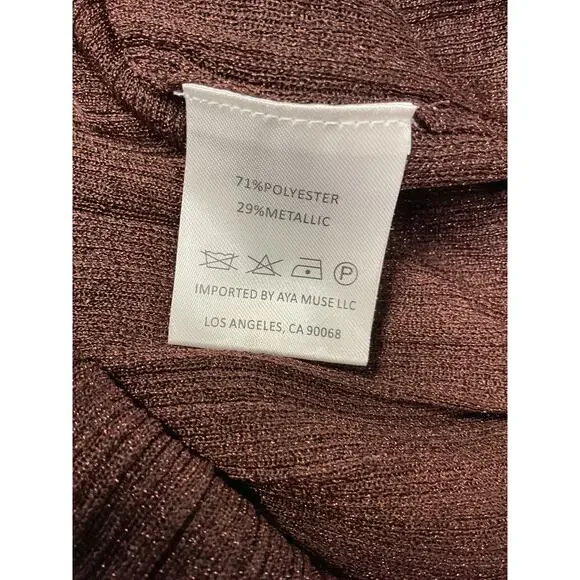 71%POLYESTER
29%METALLIC
P
IMPORTED BY AYA MUSE LLC
LOS ANGELES, CA 90068